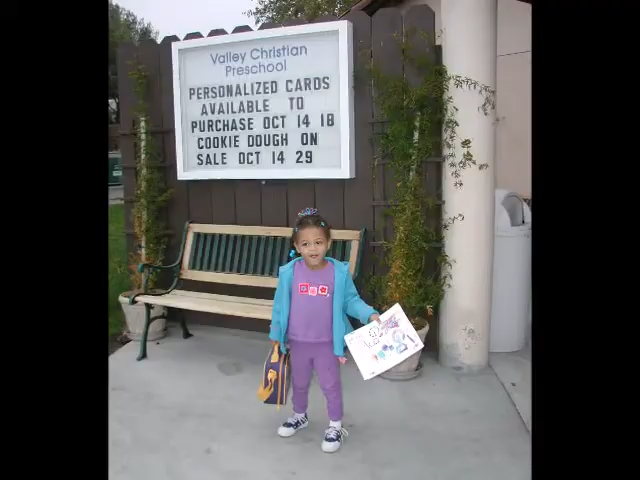 Valley Christian
Preschool
PERSONALIZED CARDS
AVAILABLE TO
PURCHASE OCT 14 18
COOKIE DOUGH ON
SALE OCT 14 29